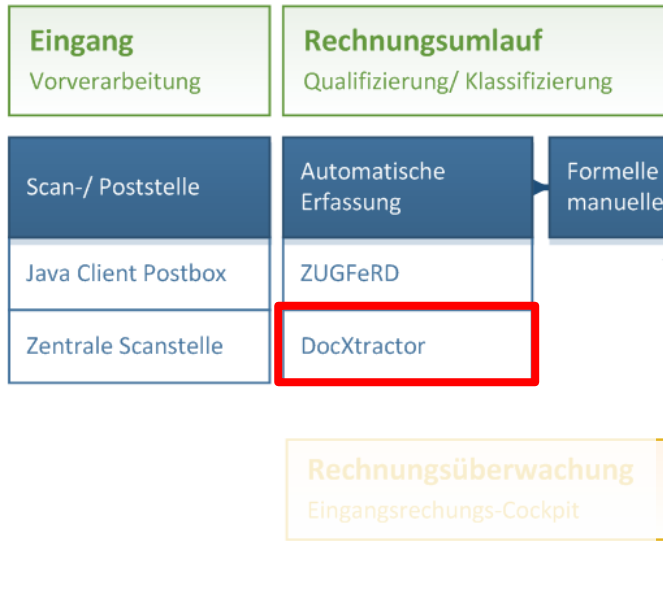 Eingang
Vorverarbeitung
Rechnungsumlauf
Qualifizierung/ Klassifizierung
Scan-/ Poststelle
Automatische
Erfassung
Formelle
manuelle
Java Client Postbox
ZUGFeRD
Zentrale Scanstelle
DocXtractor
Rechnungsüberwachung
Eingangsrechungs-Cockpit